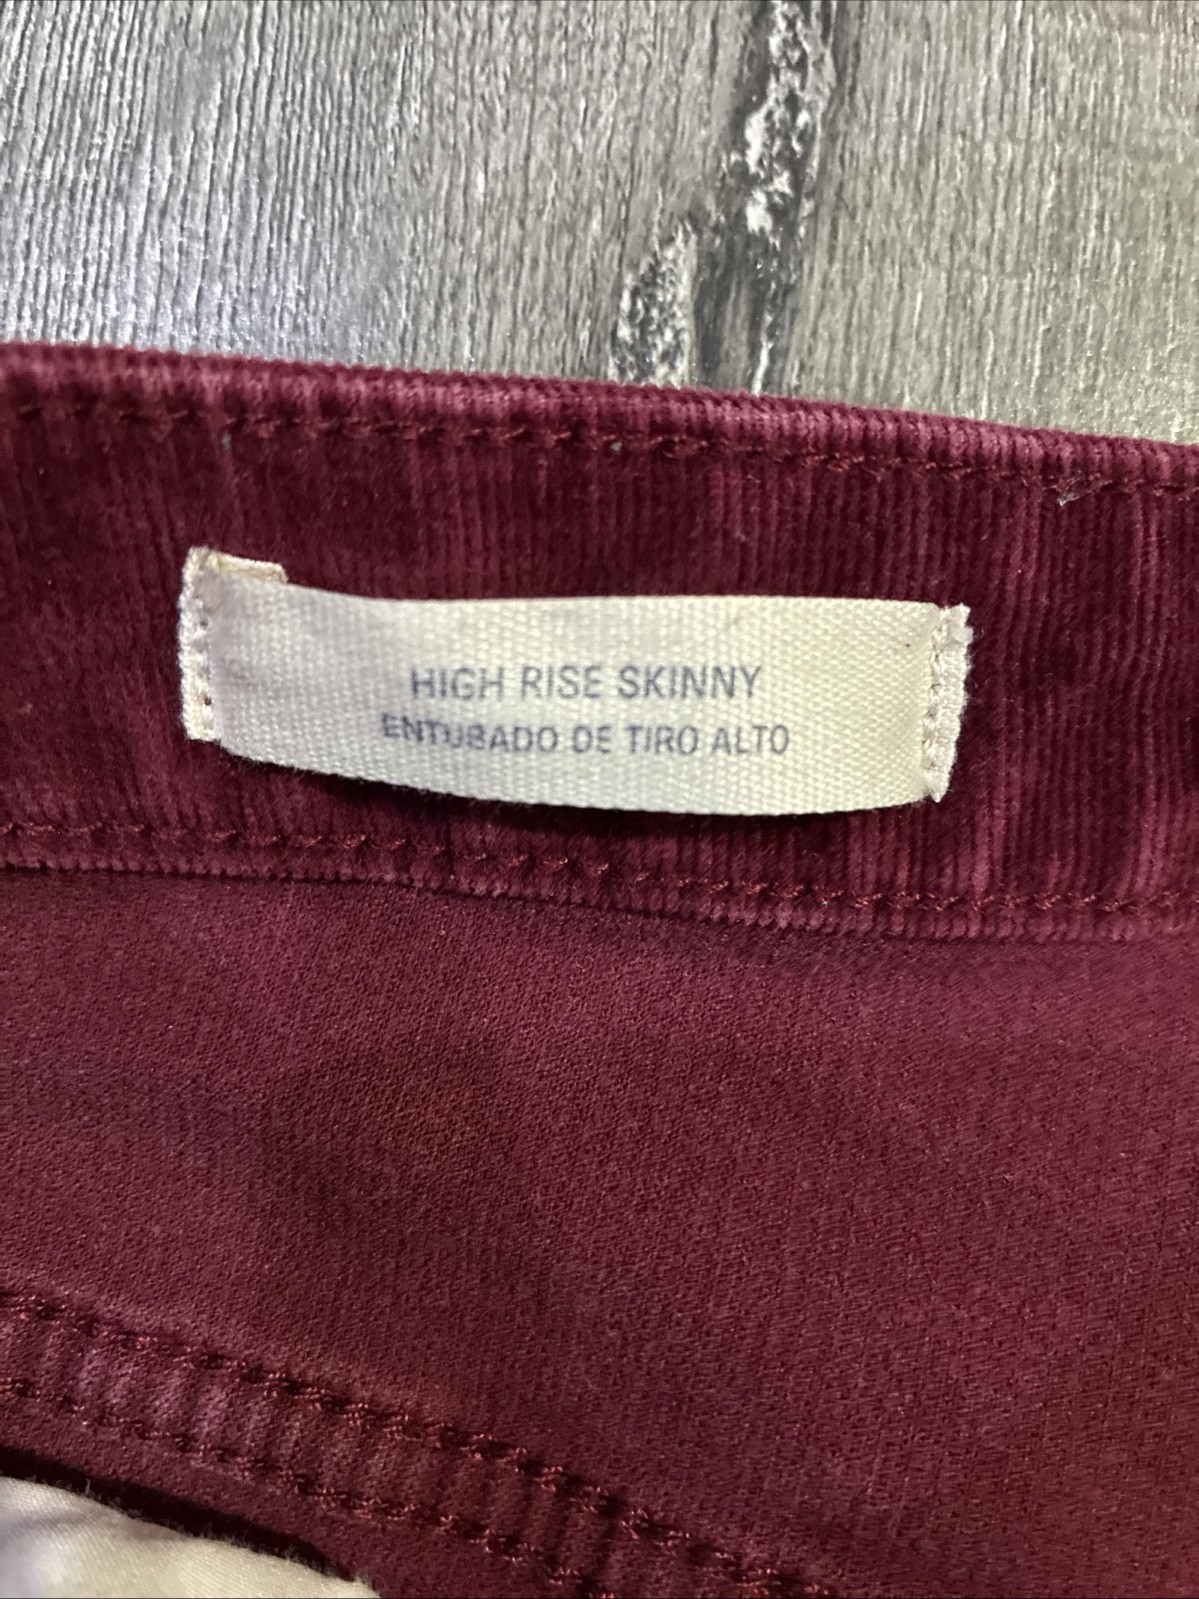 HIGH RISE SKINNY
ENTUBADO DE TIRO ALTO